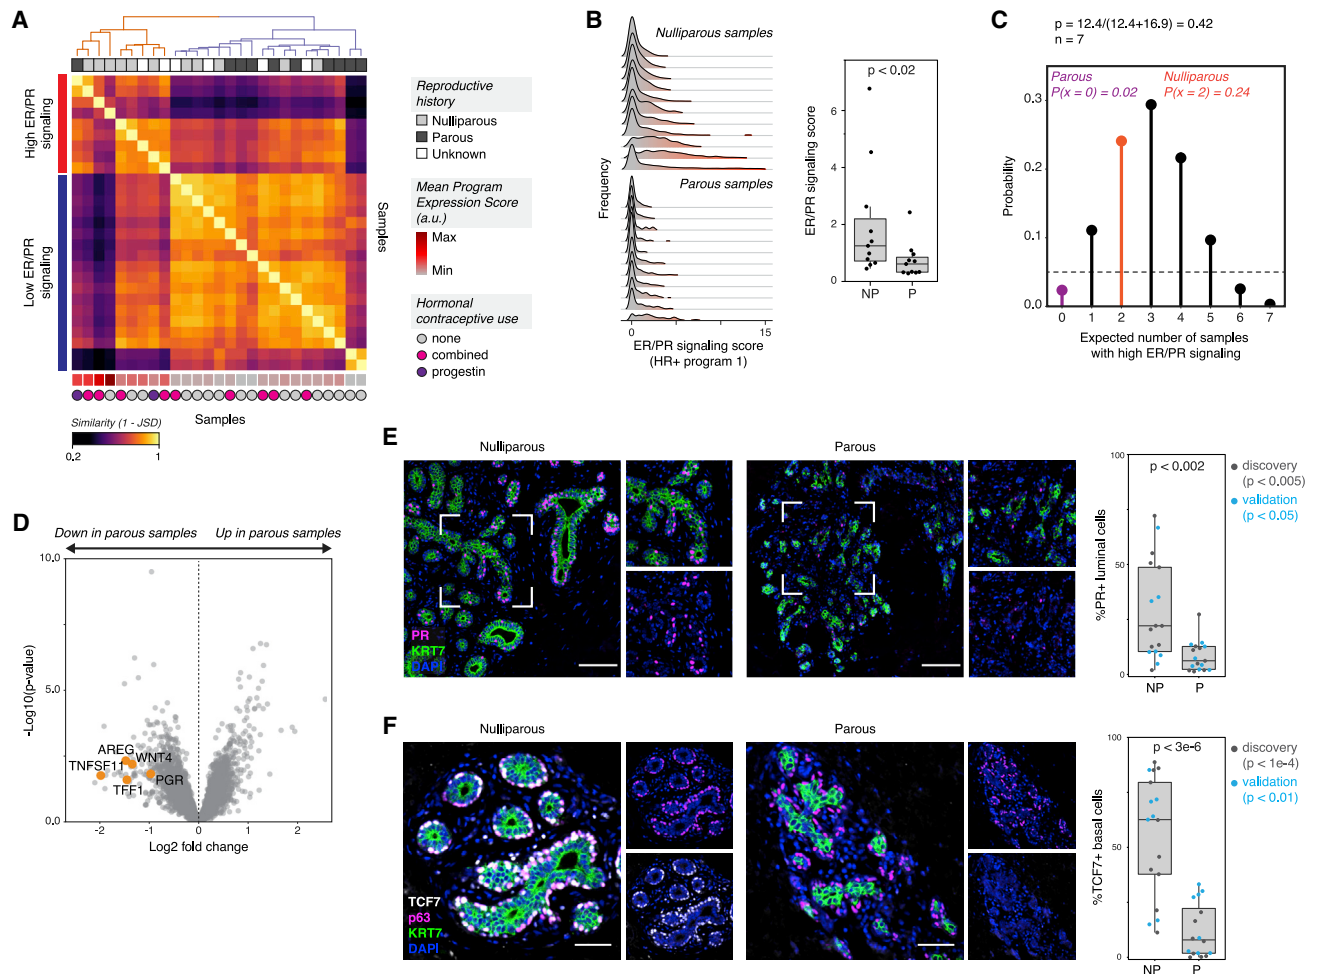 A
High ER/PR
signaling
Low ER/PR
signaling
Samples
Samples
Similarity (1 - JSD)
0.2
1
Reproductive
history
Nulliparous
Parous
Unknown
Mean Program
Expression Score
(a.u.)
Max
Min
Hormonal
contraceptive use
none
combined
progestin
B
Nulliparous samples
Parous samples
Frequency
0
15
ER/PR signaling score
(HR+ program 1)
p < 0.02
ER/PR signaling score
8
6
4
2
0
NP
P
C
p = 12.4/(12.4+16.9) = 0.42
n = 7
Parous
P(x = 0) = 0.02
Nulliparous
P(x = 2) = 0.24
Probability
0.3
0.2
0.1
0.0
0 1 2 3 4 5 6 7
Expected number of samples
with high ER/PR signaling
D
Down in parous samples
Up in parous samples
-Log10(p-value)
10.0
5.0
0.0
AREG
WNT4
TNFSF11
PGR
TFF1
-2 -1 0 1 2
Log2 fold change
E
Nulliparous
Parous
PR
KRT7
DAPI
%PR+ luminal cells
100
50
0
p < 0.002
NP
P
discovery
(p < 0.005)
validation
(p < 0.05)
F
Nulliparous
Parous
TCF7
p63
KRT7
DAPI
%TCF7+ basal cells
100
50
0
p < 3e-6
NP
P
discovery
(p < 1e-4)
validation
(p < 0.01)